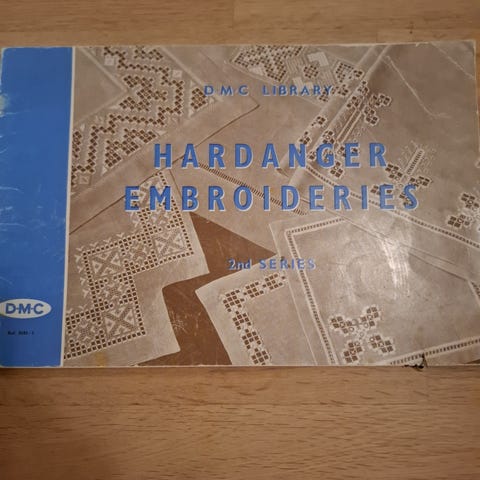 D M C LIBRARY
HARDANGER
EMBROIDERIES
2nd SERIES
D·M·C